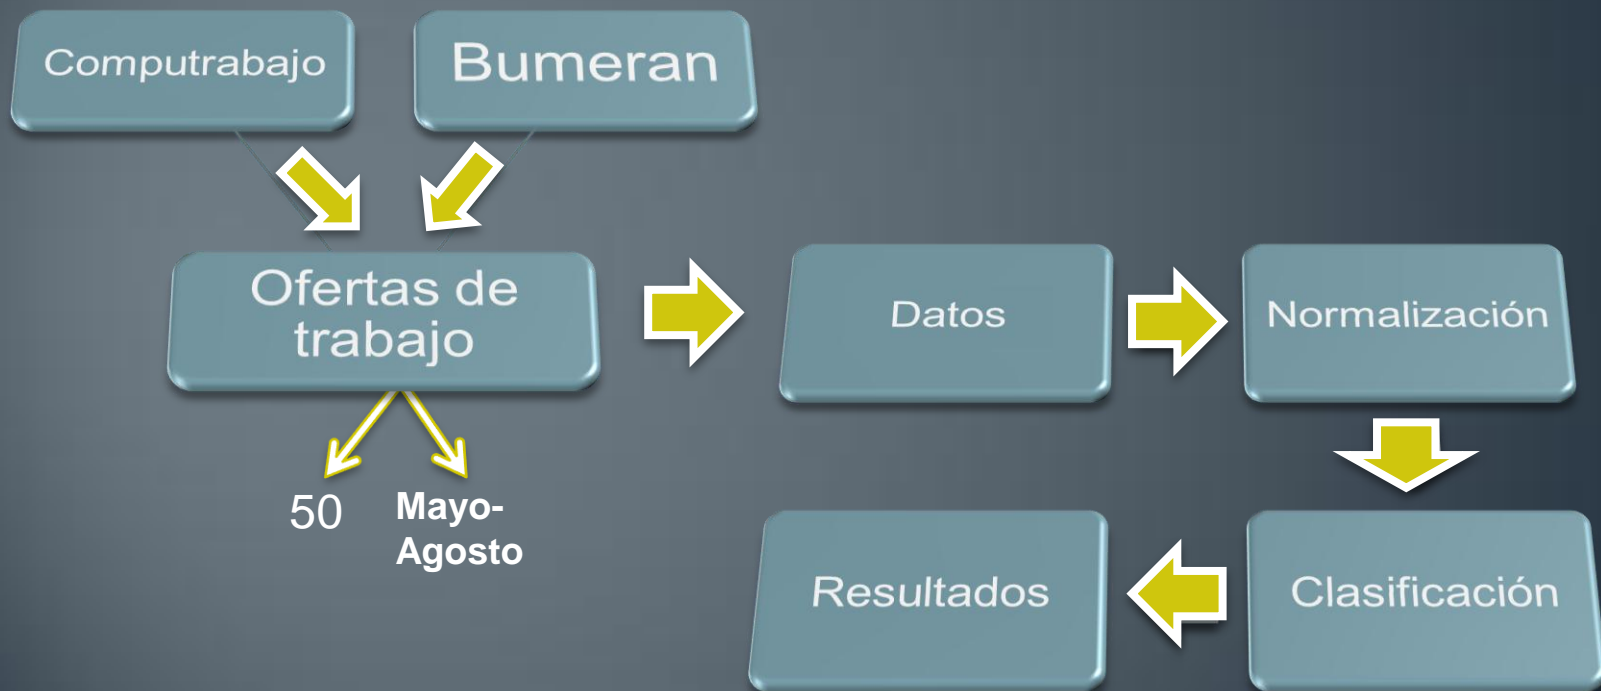 Computrabajo
Bumeran
Ofertas de
trabajo
Datos
Normalización
50
Mayo-
Agosto
Resultados
Clasificación